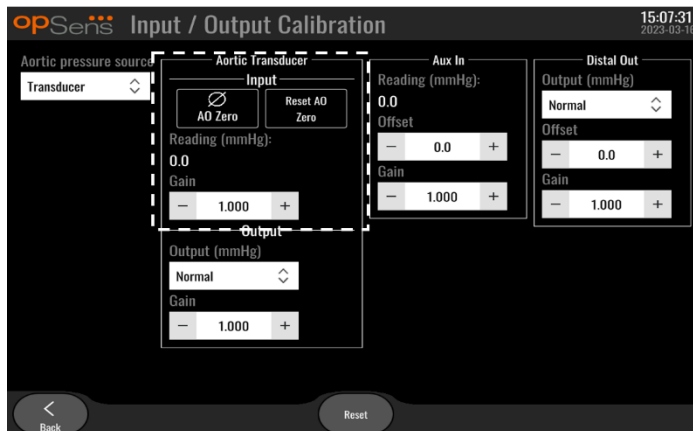 opSens Input / Output Calibration
15:07:31
2023-03-16
Aortic pressure source
Transducer
Aortic Transducer
Input
AO Zero
Reset AO
Zero
Reading (mmHg):
0.0
Gain
− 1.000 +
Output
Output (mmHg)
Normal
Gain
− 1.000 +
Aux In
Reading (mmHg):
0.0
Offset
− 0.0 +
Gain
− 1.000 +
Distal Out
Output (mmHg)
Normal
Offset
− 0.0 +
Gain
− 1.000 +
Back
Reset